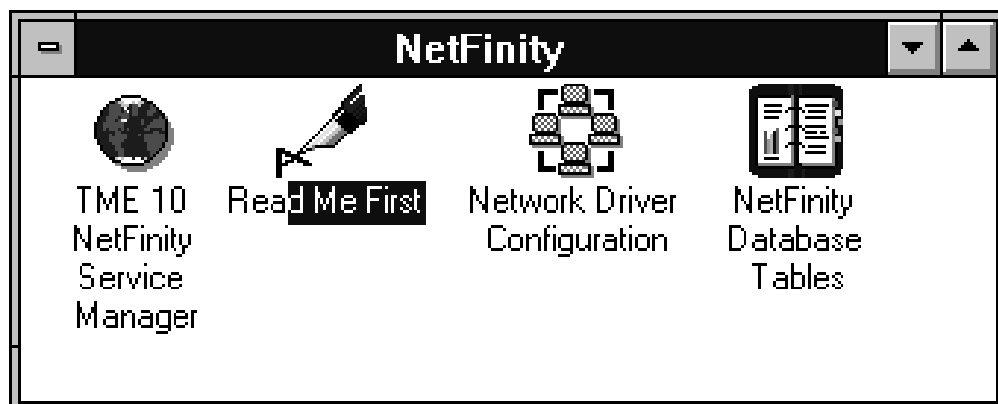 NetFinity
TME 10
NetFinity
Service
Manager
Read Me First
Network Driver
Configuration
NetFinity
Database
Tables